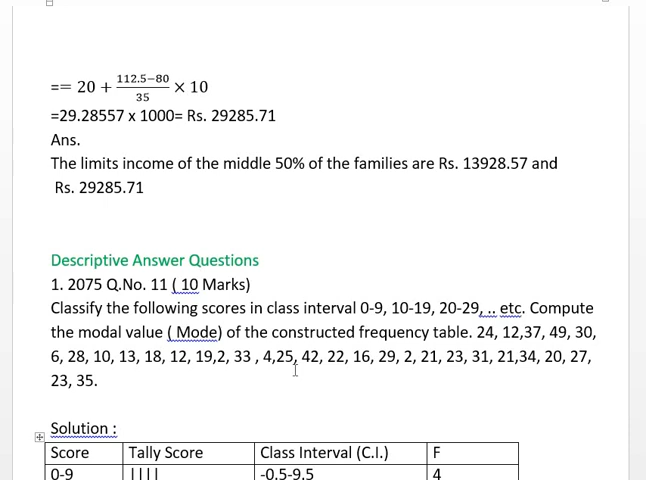 == 20 + 112.5−80/35 × 10
=29.28557 x 1000= Rs. 29285.71
Ans.
The limits income of the middle 50% of the families are Rs. 13928.57 and
Rs. 29285.71
Descriptive Answer Questions
1. 2075 Q.No. 11 ( 10 Marks)
Classify the following scores in class interval 0-9, 10-19, 20-29, .. etc. Compute
the modal value ( Mode) of the constructed frequency table. 24, 12,37, 49, 30,
6, 28, 10, 13, 18, 12, 19,2, 33 , 4,25, 42, 22, 16, 29, 2, 21, 23, 31, 21,34, 20, 27,
23, 35.
Solution :
Score Tally Score Class Interval (C.I.) F
0-9 |||| -0.5-9.5 4